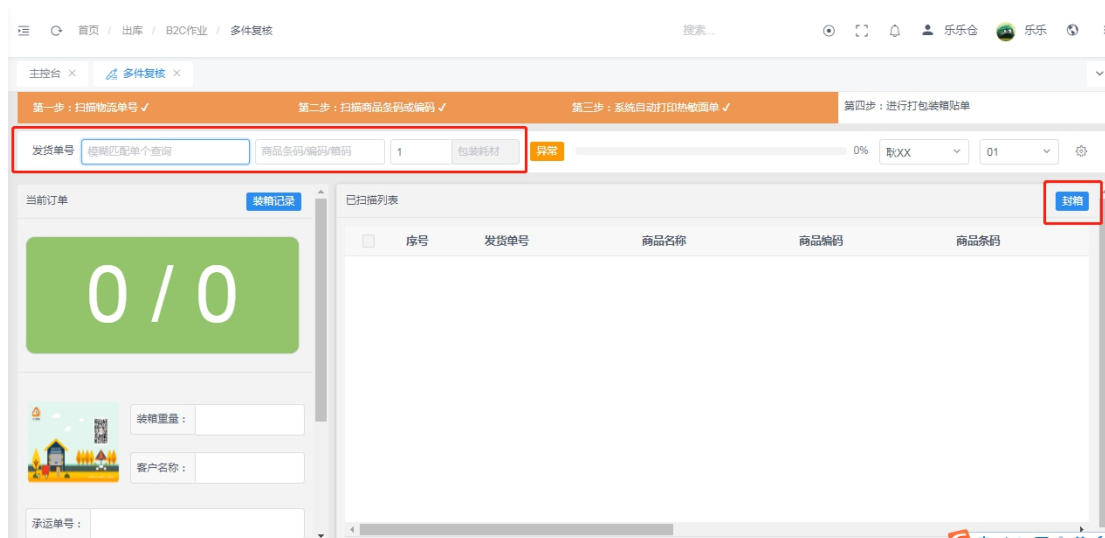 首页 / 出库 / B2C作业 / 多件复核 搜索... 乐乐仓 乐乐
主控台 × 多件复核 ×
第一步：扫描物流单号 ✓ 第二步：扫描商品条码或编码 ✓ 第三步：系统自动打印热敏面单 ✓ 第四步：进行打包装箱贴单
发货单号 模糊匹配单个查询 商品条码/编码/箱码 1 包装耗材 异常 0% 耿XX 01
当前订单 装箱记录 已扫描列表 封箱
序号 发货单号 商品名称 商品编码 商品条码
0 / 0
装箱重量：
客户名称：
承运单号：